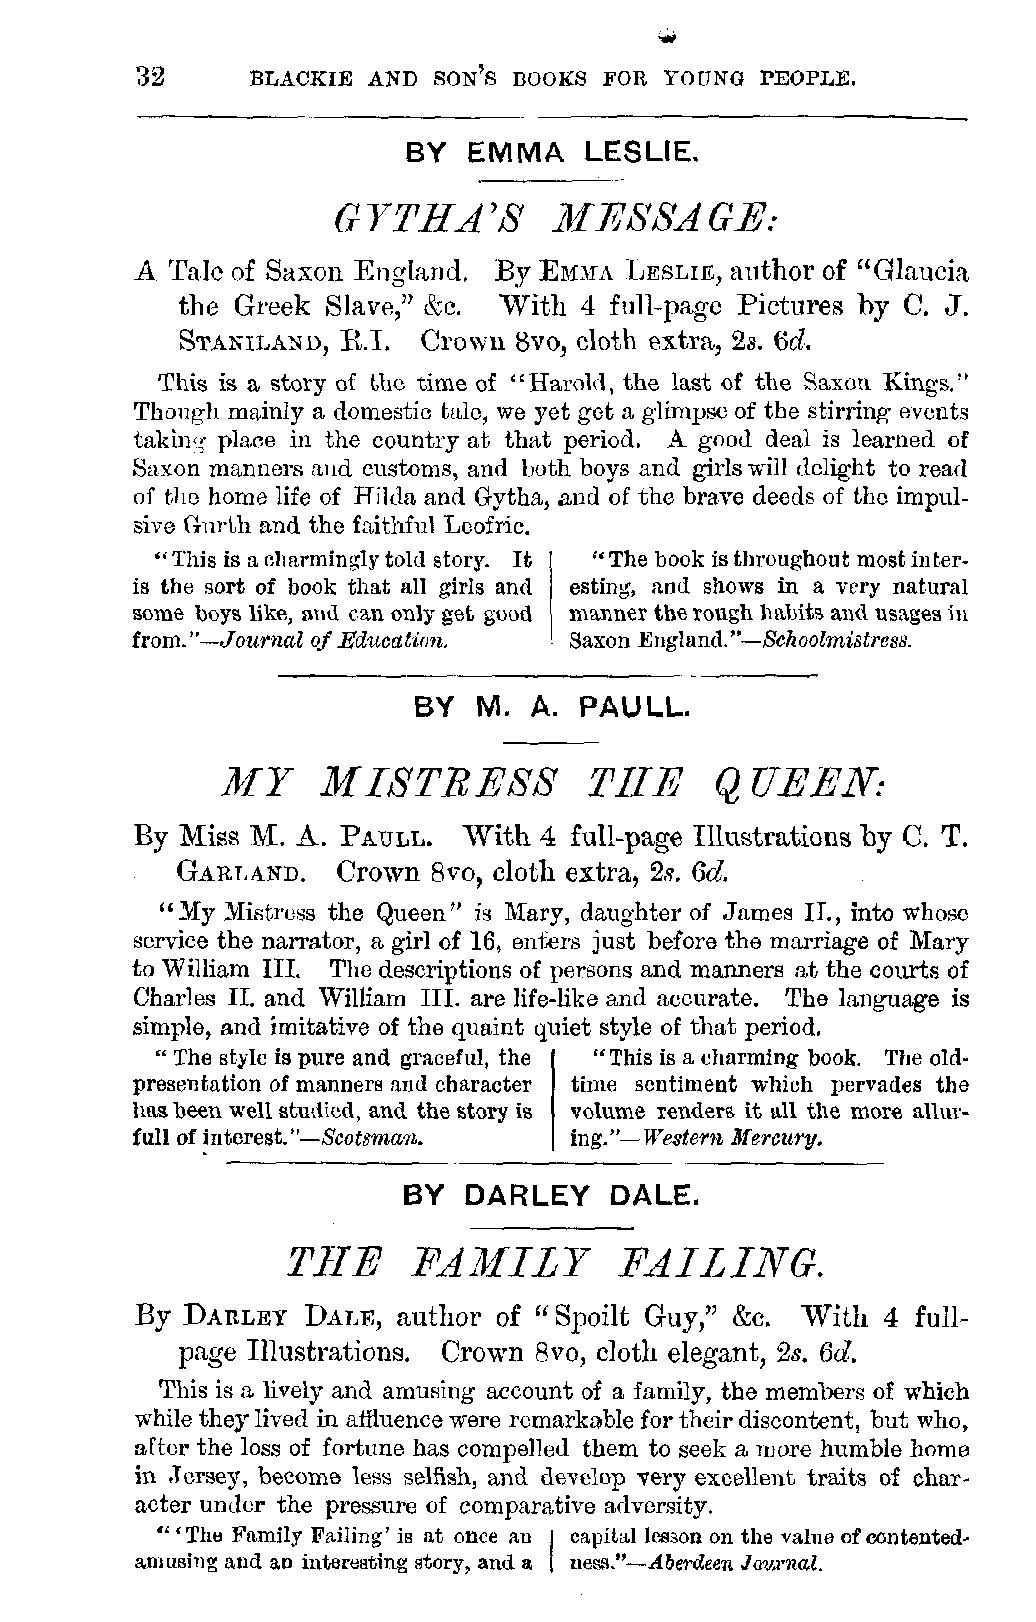 32 BLACKIE AND SON'S BOOKS FOR YOUNG PEOPLE.
BY EMMA LESLIE.
GYTHA'S MESSAGE:
A Tale of Saxon England. By EMMA LESLIE, author of “Glaucia
the Greek Slave,” &c. With 4 full-page Pictures by C. J.
STANILAND, R.I. Crown 8vo, cloth extra, 2s. 6d.
This is a story of the time of “Harold, the last of the Saxon Kings.”
Though mainly a domestic tale, we yet get a glimpse of the stirring events
taking place in the country at that period. A good deal is learned of
Saxon manners and customs, and both boys and girls will delight to read
of the home life of Hilda and Gytha, and of the brave deeds of the impul-
sive Gurth and the faithful Leofric.
“This is a charmingly told story. It
is the sort of book that all girls and
some boys like, and can only get good
from.”—Journal of Education.
“The book is throughout most inter-
esting, and shows in a very natural
manner the rough habits and usages in
Saxon England.”—Schoolmistress.
BY M. A. PAULL.
MY MISTRESS THE QUEEN:
By Miss M. A. PAULL. With 4 full-page Illustrations by C. T.
GARLAND. Crown 8vo, cloth extra, 2s. 6d.
“My Mistress the Queen” is Mary, daughter of James II., into whose
service the narrator, a girl of 16, enters just before the marriage of Mary
to William III. The descriptions of persons and manners at the courts of
Charles II. and William III. are life-like and accurate. The language is
simple, and imitative of the quaint quiet style of that period.
“The style is pure and graceful, the
presentation of manners and character
has been well studied, and the story is
full of interest.”—Scotsman.
“This is a charming book. The old-
time sentiment which pervades the
volume renders it all the more allur-
ing.”—Western Mercury.
BY DARLEY DALE.
THE FAMILY FAILING.
By DARLEY DALE, author of “Spoilt Guy,” &c. With 4 full-
page Illustrations. Crown 8vo, cloth elegant, 2s. 6d.
This is a lively and amusing account of a family, the members of which
while they lived in affluence were remarkable for their discontent, but who,
after the loss of fortune has compelled them to seek a more humble home
in Jersey, become less selfish, and develop very excellent traits of char-
acter under the pressure of comparative adversity.
“‘The Family Failing’ is at once an
amusing and an interesting story, and a
capital lesson on the value of contented-
ness.”—Aberdeen Journal.